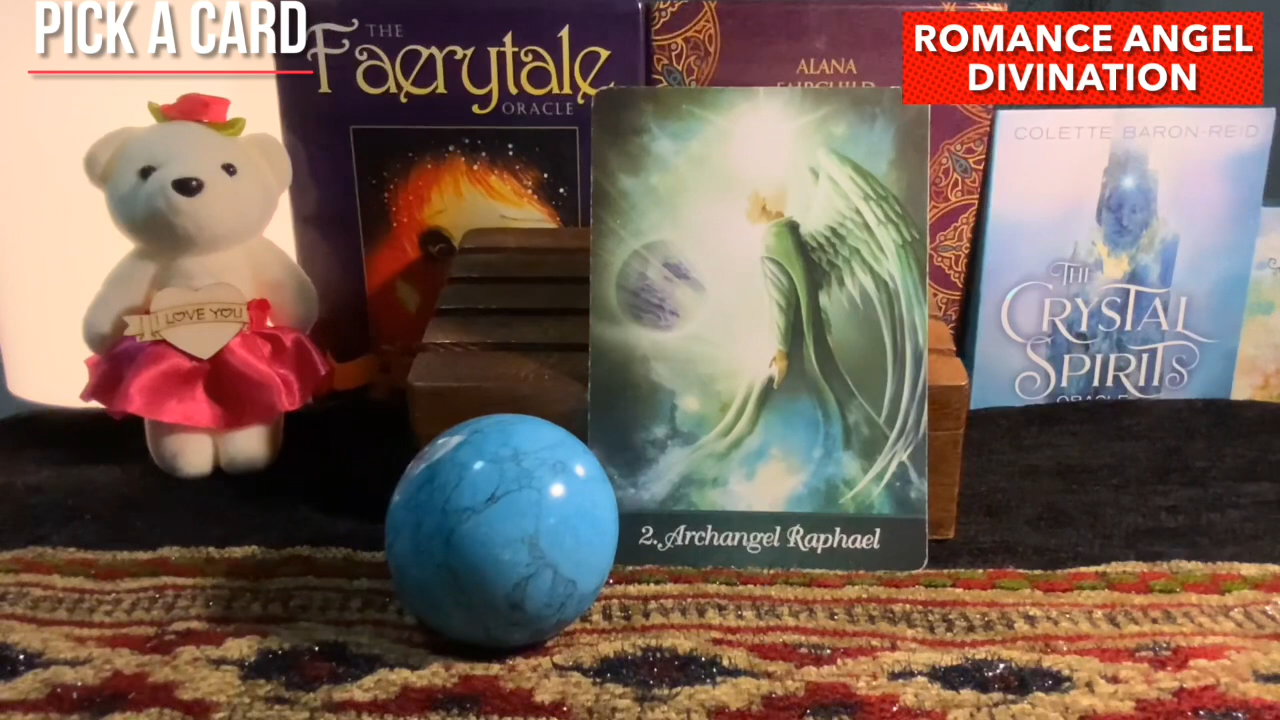 PICK A CARD
THE
Faerytale
ORACLE
ALANA
FAIRCHILD
ROMANCE ANGEL
DIVINATION
COLETTE BARON-REID
THE
CRYSTAL
SPIRITS
ORACLE
I LOVE YOU
2. Archangel Raphael